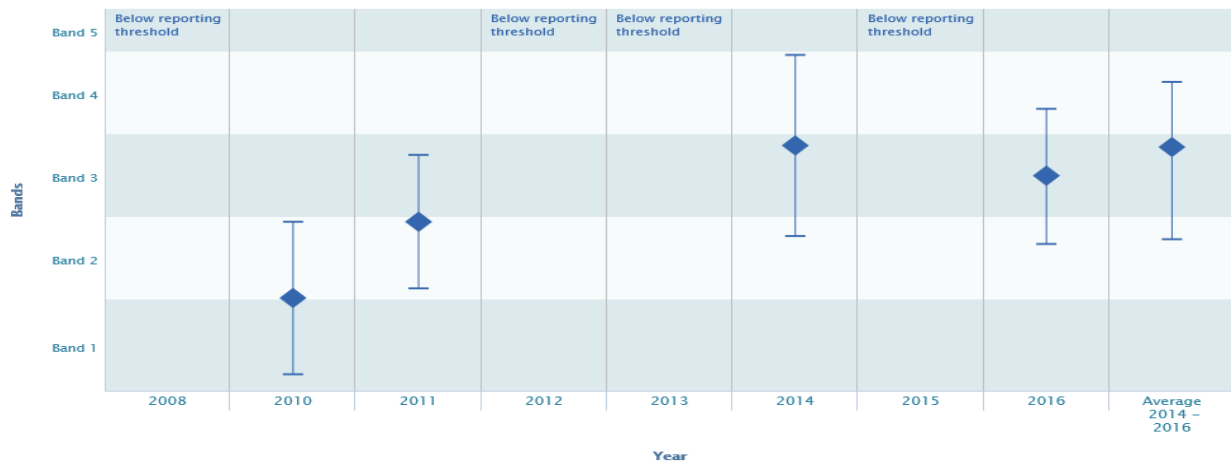 Below reporting
threshold
Below reporting
threshold
Below reporting
threshold
Below reporting
threshold
Band 5
Band 4
Band 3
Band 2
Band 1
Bands
2008
2010
2011
2012
2013
2014
2015
2016
Average
2014 –
2016
Year